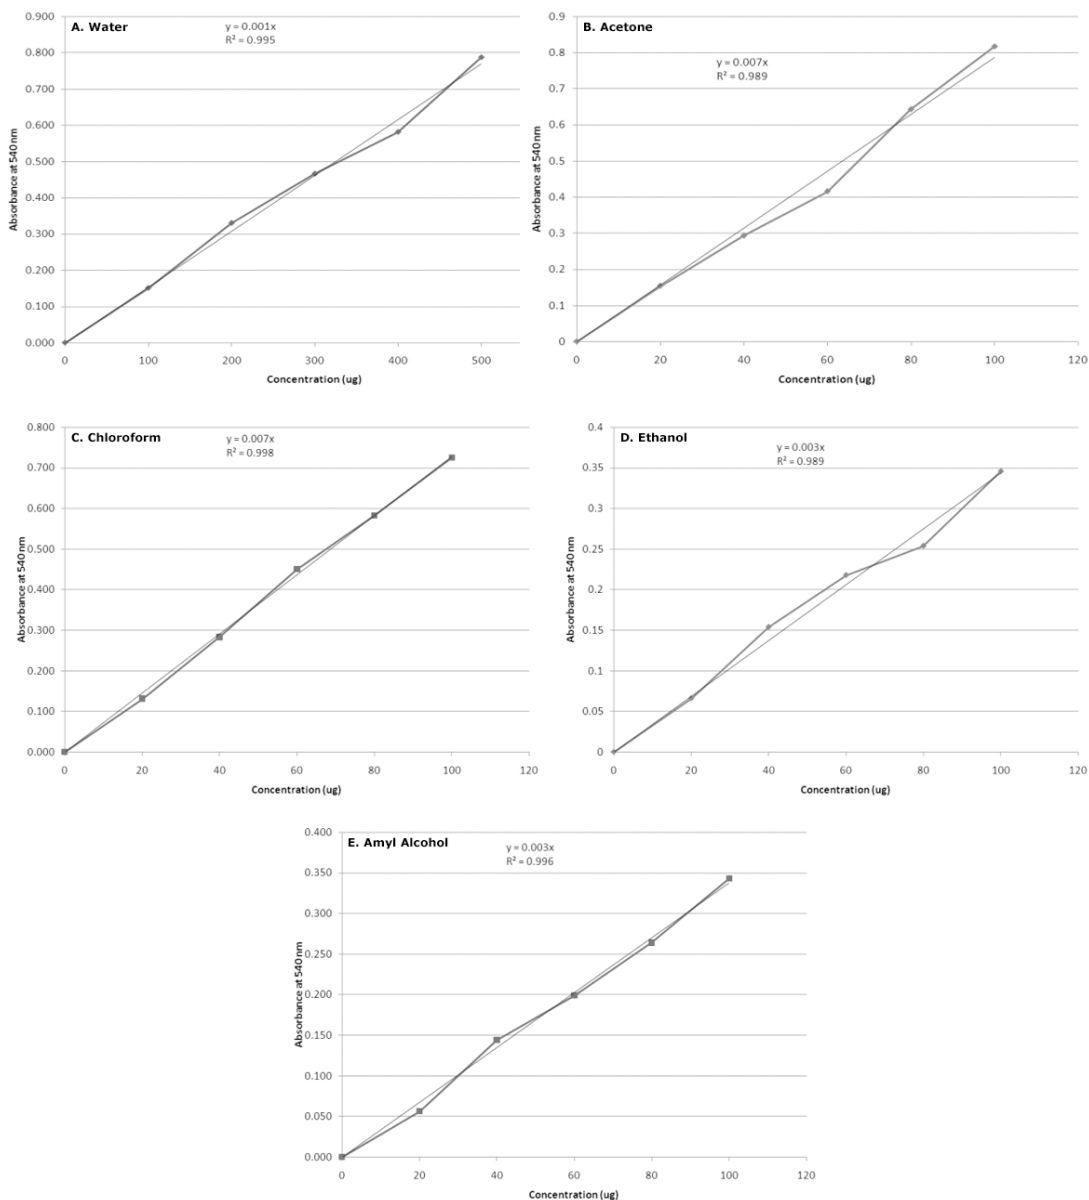 A. Water
y = 0.001x
R² = 0.995
0.900
0.800
0.700
0.600
0.500
0.400
0.300
0.200
0.100
0.000
Absorbance at 540nm
0 100 200 300 400 500
Concentration (ug)
B. Acetone
y = 0.007x
R² = 0.989
0.9
0.8
0.7
0.6
0.5
0.4
0.3
0.2
0.1
0
Absorbance at 540nm
0 20 40 60 80 100 120
Concentration (ug)
C. Chloroform
y = 0.007x
R² = 0.998
0.800
0.700
0.600
0.500
0.400
0.300
0.200
0.100
0.000
Absorbance at 540nm
0 20 40 60 80 100 120
Concentration (ug)
D. Ethanol
y = 0.003x
R² = 0.989
0.4
0.35
0.3
0.25
0.2
0.15
0.1
0.05
0
Absorbance at 540nm
0 20 40 60 80 100 120
Concentration (ug)
E. Amyl Alcohol
y = 0.003x
R² = 0.996
0.400
0.350
0.300
0.250
0.200
0.150
0.100
0.050
0.000
Absorbance at 540nm
0 20 40 60 80 100 120
Concentration (ug)